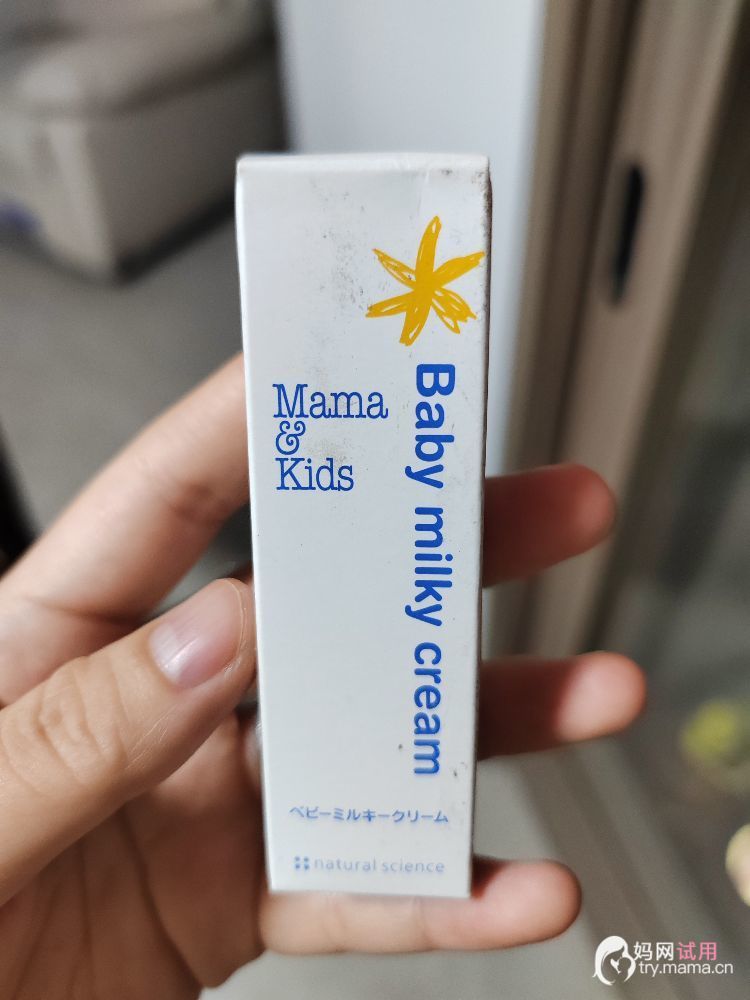 Mama
&
Kids
Baby milky cream
ベビーミルキークリーム
natural science
妈网试用
try.mama.cn